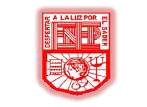 DESPERTAR
A LA LUZ POR
EL SABER
ENP